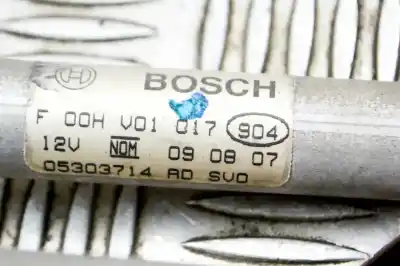 BOSCH
F 00H V01 017 904
12V NOM 09 08 07
05303714 AD SVO